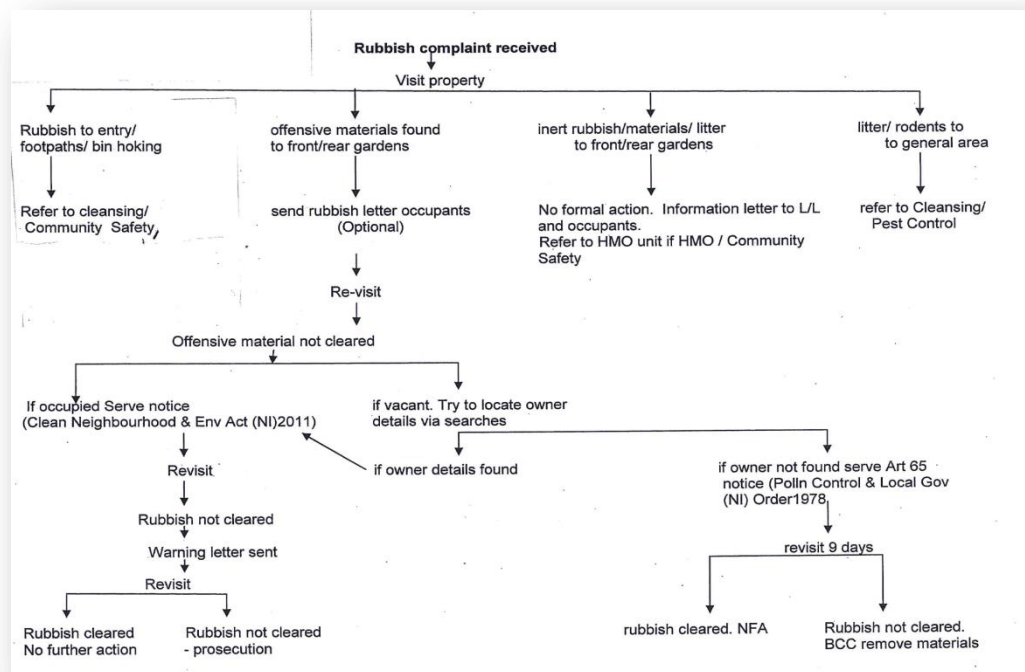 Rubbish complaint received
Visit property
Rubbish to entry/
footpaths/ bin hoking
offensive materials found
to front/rear gardens
inert rubbish/materials/ litter
to front/rear gardens
litter/ rodents to
to general area
Refer to cleansing/
Community Safety
send rubbish letter occupants
(Optional)
No formal action. Information letter to L/L
and occupants.
Refer to HMO unit if HMO / Community
Safety
refer to Cleansing/
Pest Control
Re-visit
Offensive material not cleared
If occupied Serve notice
(Clean Neighbourhood & Env Act (NI)2011)
if vacant. Try to locate owner
details via searches
if owner details found
if owner not found serve Art 65
notice (Polln Control & Local Gov
(NI) Order1978
Revisit
Rubbish not cleared
Warning letter sent
Revisit
Rubbish cleared
No further action
Rubbish not cleared
- prosecution
revisit 9 days
rubbish cleared. NFA
Rubbish not cleared.
BCC remove materials